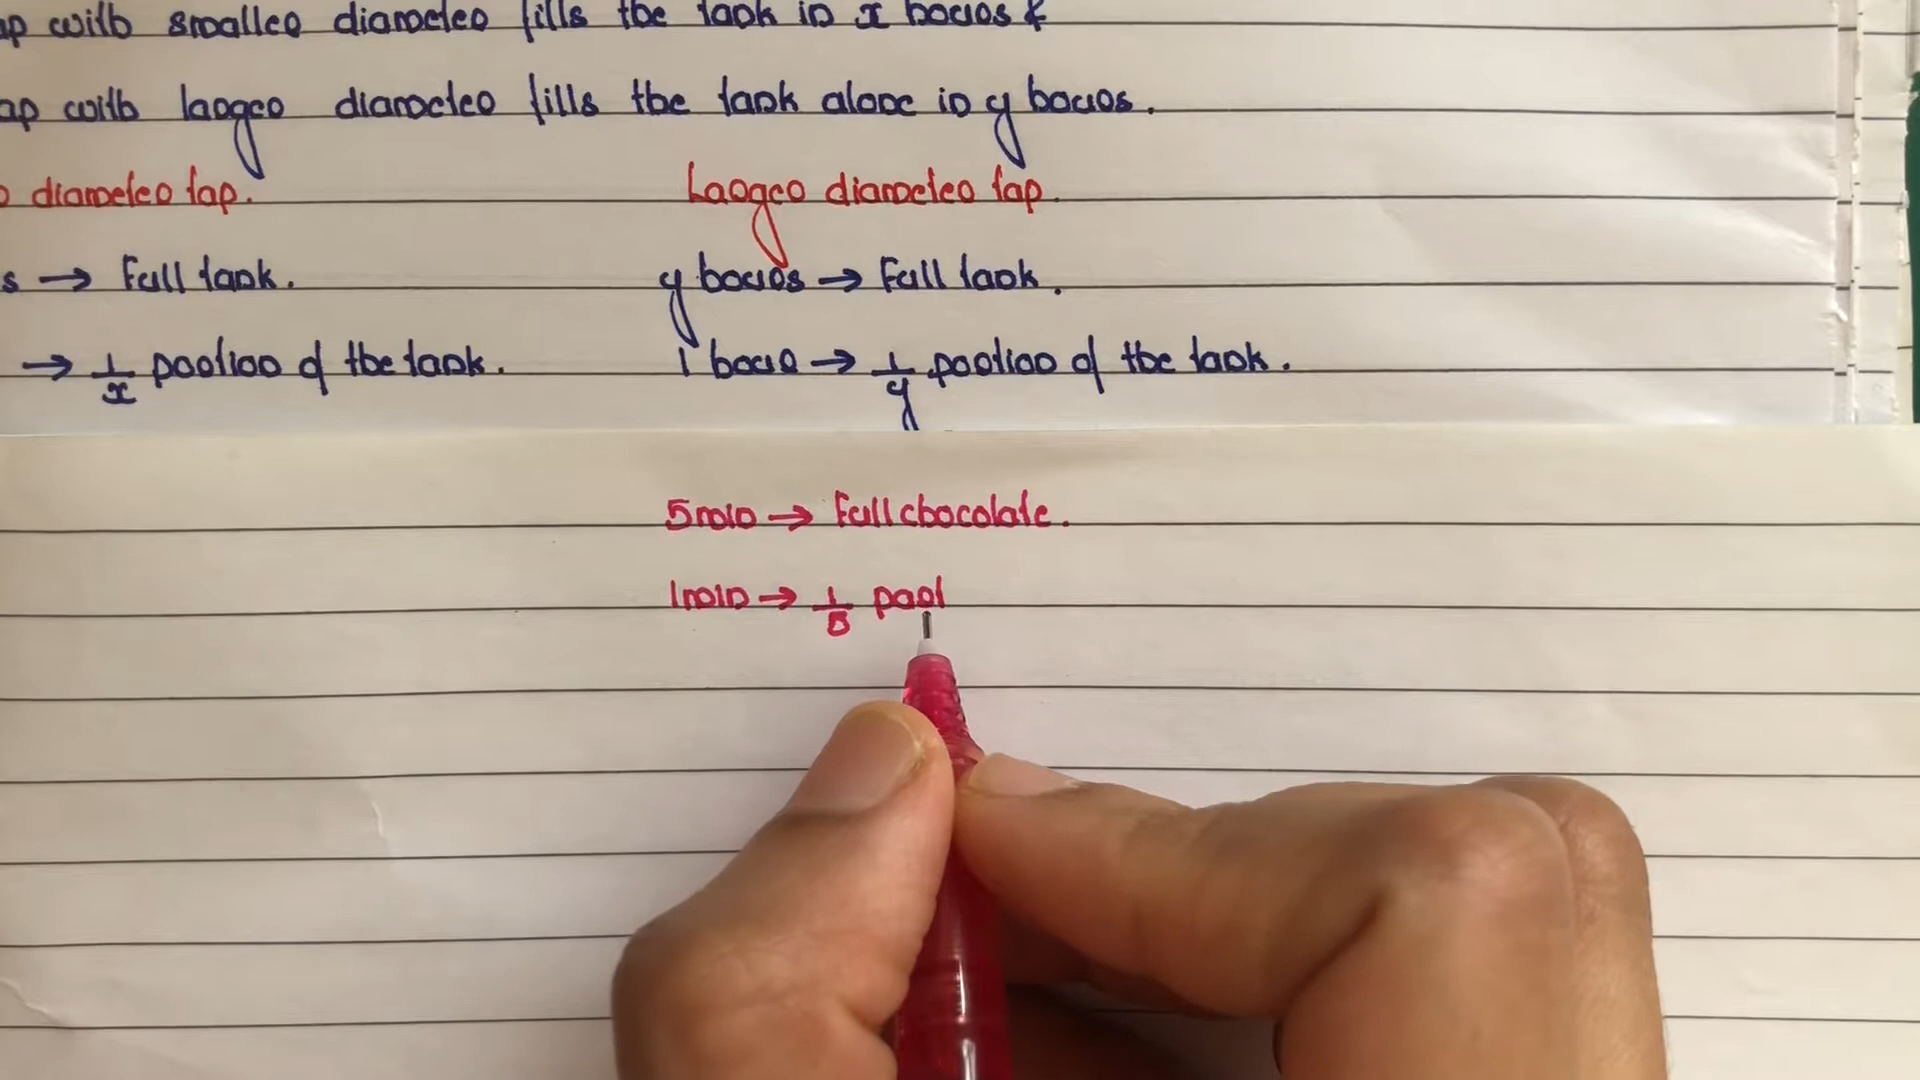 ap with smaller diameter fills the tank in x hours &
ap with larger diameter fills the tank alone in y hours.
r diameter tap.
Larger diameter tap.
s → Full tank.
y hours → Full tank.
→ 1/x portion of the tank.
1 hour → 1/y portion of the tank.
5min → Full chocolate.
1min → 1/5 part